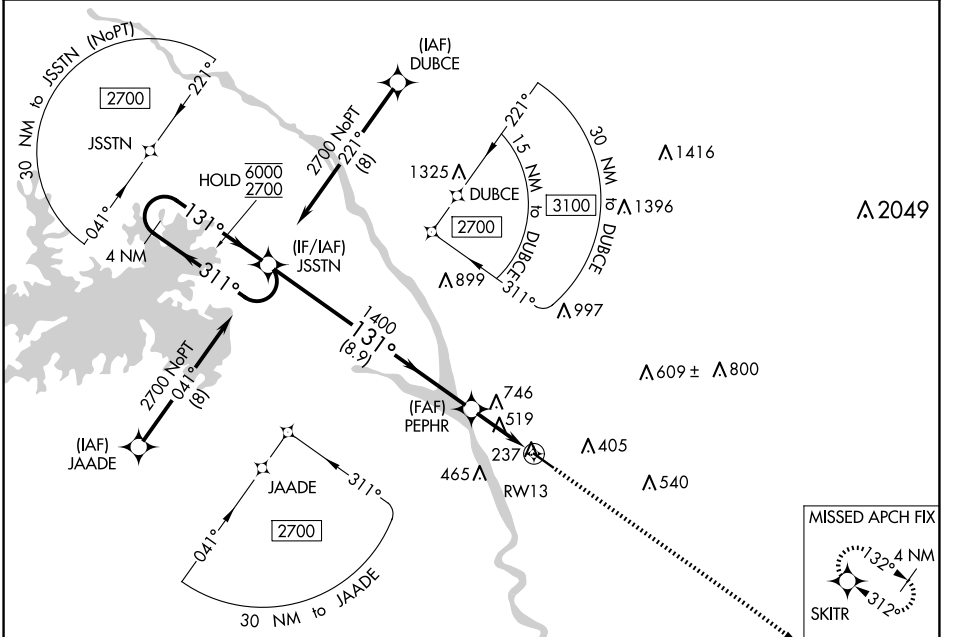 30 NM to JSSTN (NoPT)
221°
2700
JSSTN
041°
(IAF)
DUBCE
2700 NoPT
221°
(8)
HOLD 6000
2700
131°
4 NM
311°
(IF/IAF)
JSSTN
1325
221°
DUBCE
2700
15 NM to DUBCE
3100
30 NM to DUBCE
311°
1416
1396
2049
899
997
1400
131°
(8.9)
2700 NoPT
041°
(8)
(IAF)
JAADE
(FAF)
PEPHR
746
519
237
465
RW13
609 ±
800
405
540
JAADE
311°
041°
2700
30 NM to JAADE
MISSED APCH FIX
132°
4 NM
312°
SKITR